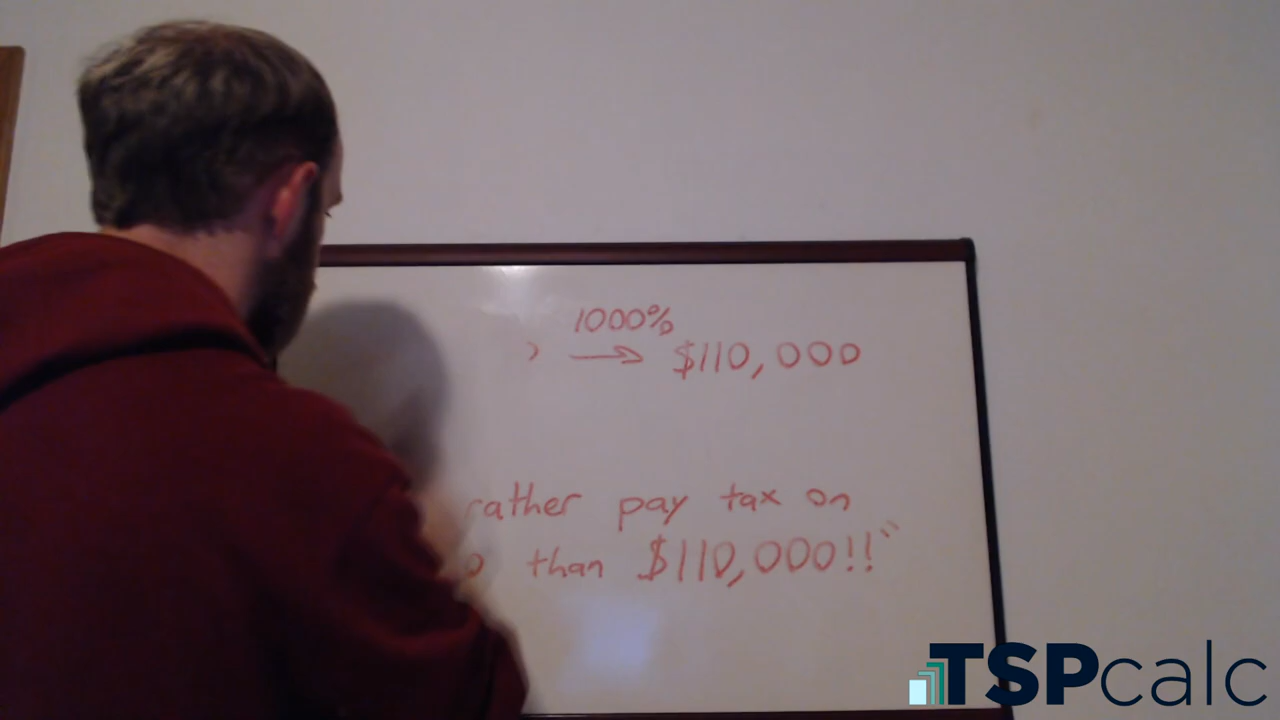 1000%
→ $110,000
rather pay tax on
than $110,000!!"
TSPcalc